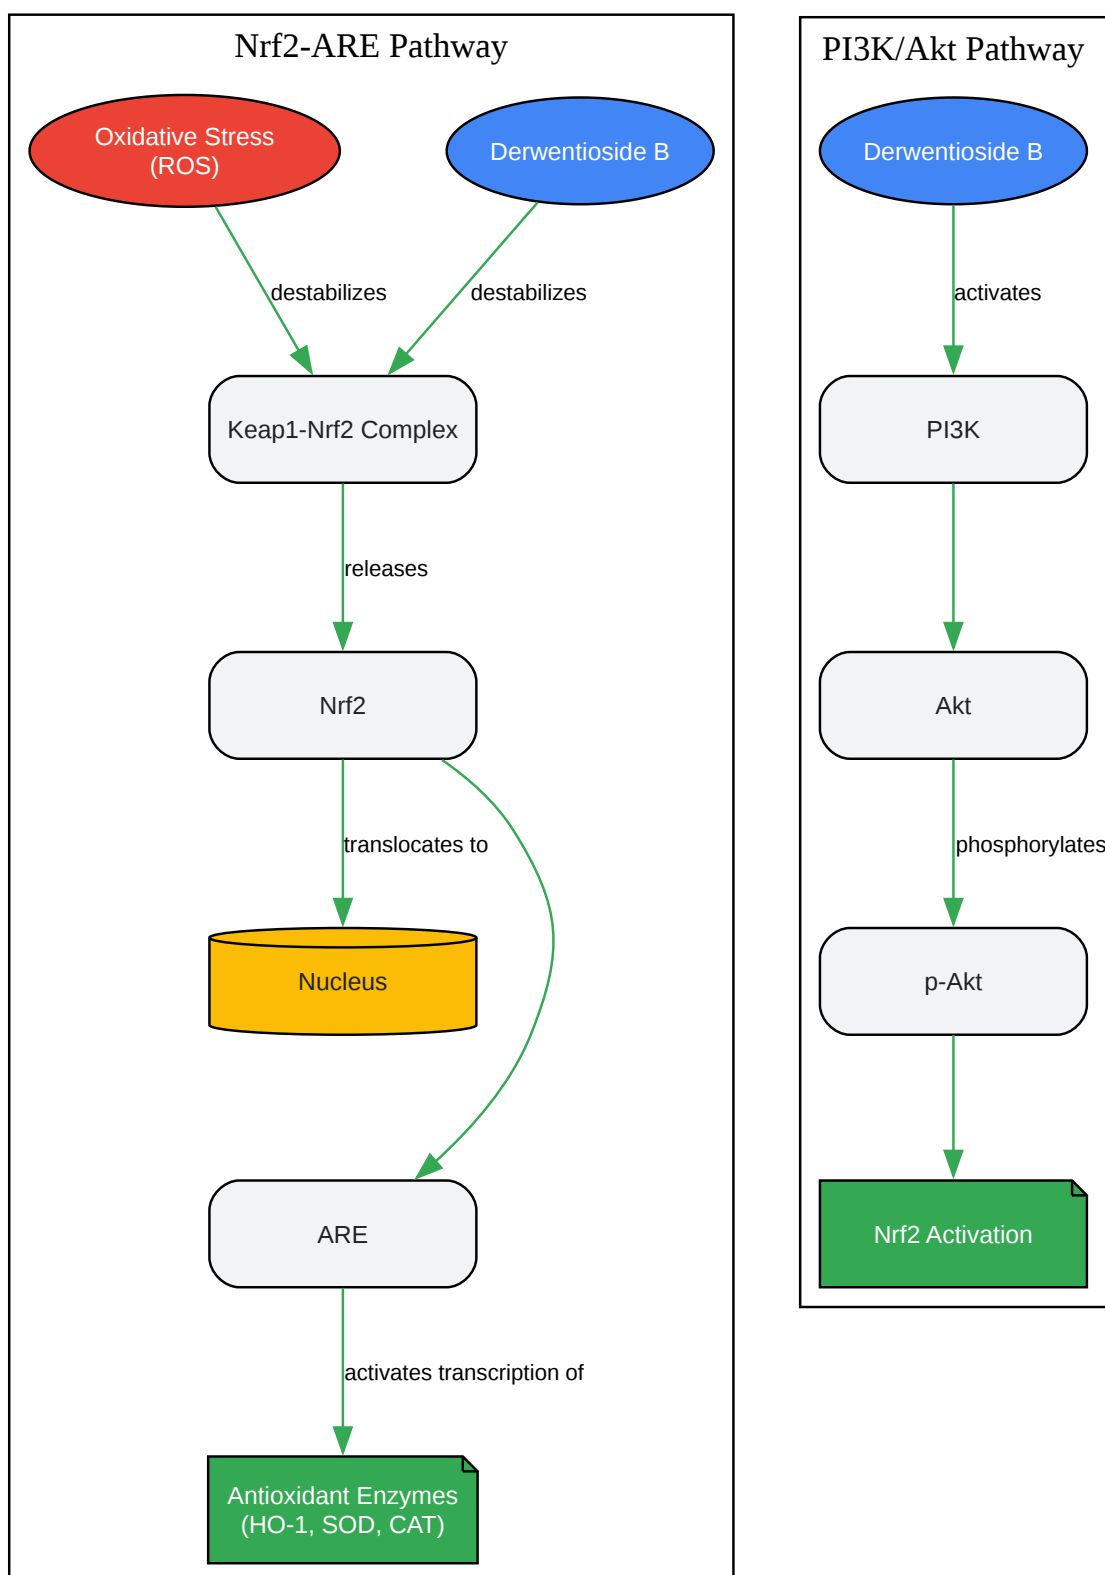 Nrf2-ARE Pathway
Oxidative Stress
(ROS)
Derwentioside B
destabilizes
destabilizes
Keap1-Nrf2 Complex
releases
Nrf2
translocates to
Nucleus
ARE
activates transcription of
Antioxidant Enzymes
(HO-1, SOD, CAT)
PI3K/Akt Pathway
Derwentioside B
activates
PI3K
Akt
phosphorylates
p-Akt
Nrf2 Activation